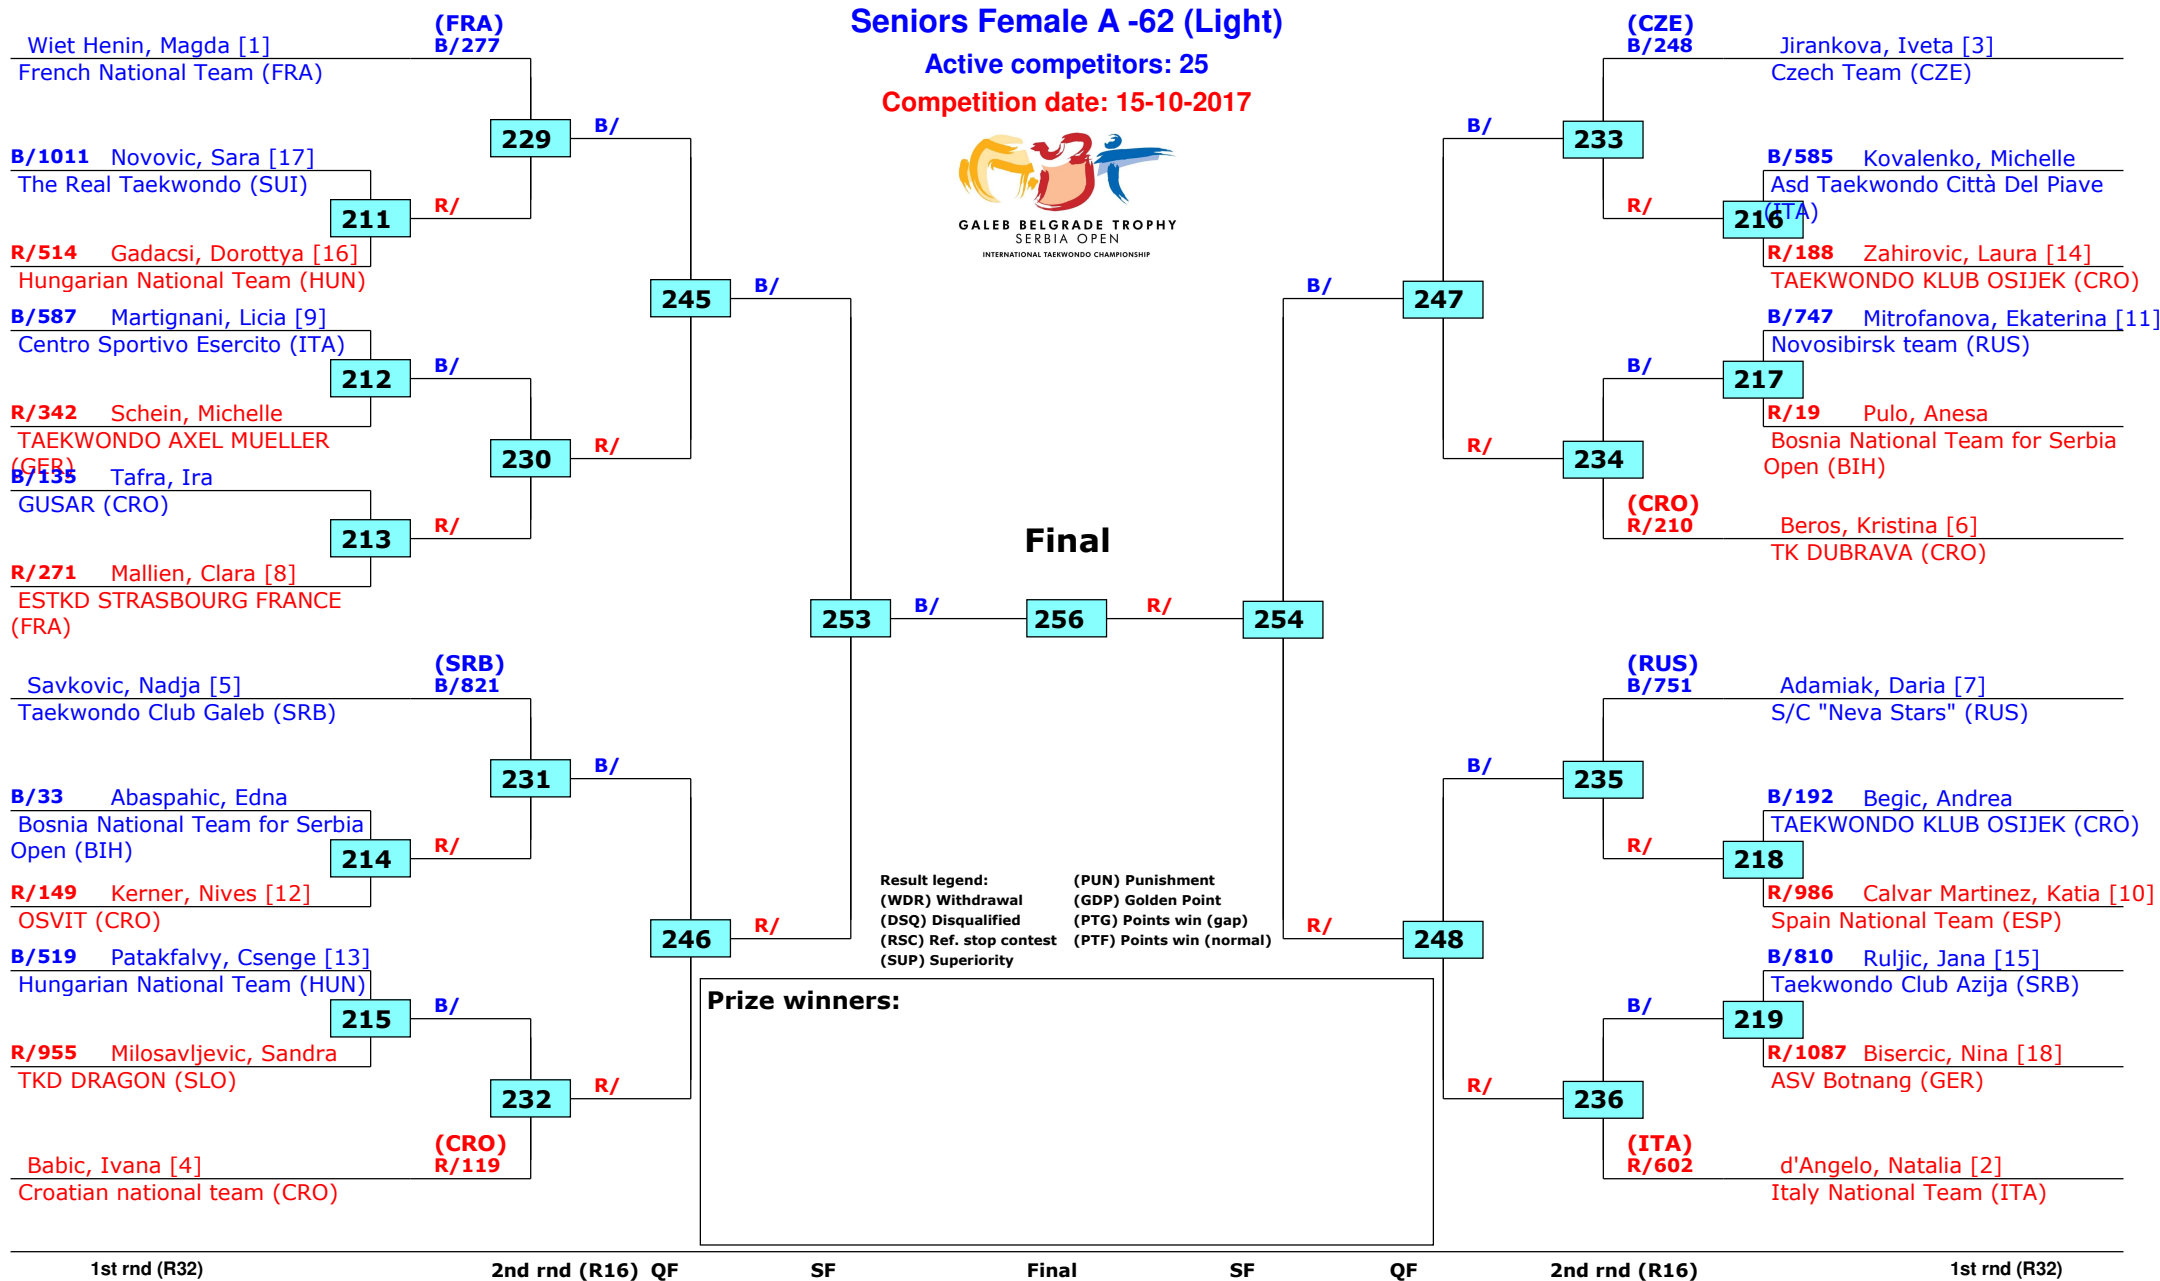 Seniors Female A -62 (Light)
Active competitors: 25
Competition date: 15-10-2017
GALEB BELGRADE TROPHY
SERBIA OPEN
INTERNATIONAL TAEKWONDO CHAMPIONSHIP
(FRA)
Wiet Henin, Magda [1] B/277
French National Team (FRA)
229 B/
B/1011 Novovic, Sara [17]
The Real Taekwondo (SUI)
211 R/
R/514 Gadacsi, Dorottya [16]
Hungarian National Team (HUN)
245 B/
B/587 Martignani, Licia [9]
Centro Sportivo Esercito (ITA)
212 B/
R/342 Schein, Michelle
TAEKWONDO AXEL MUELLER
(GER)
230 R/
B/135 Tafra, Ira
GUSAR (CRO)
213 R/
R/271 Mallien, Clara [8]
ESTKD STRASBOURG FRANCE
(FRA)
253 B/
(SRB)
Savkovic, Nadja [5] B/821
Taekwondo Club Galeb (SRB)
231 B/
B/33 Abaspahic, Edna
Bosnia National Team for Serbia
Open (BIH)
214 R/
R/149 Kerner, Nives [12]
OSVIT (CRO)
246 R/
B/519 Patakfalvy, Csenge [13]
Hungarian National Team (HUN)
215 B/
R/955 Milosavljevic, Sandra
TKD DRAGON (SLO)
232 R/
(CRO)
Babic, Ivana [4] R/119
Croatian national team (CRO)
Final
256
(CZE)
B/248 Jirankova, Iveta [3]
Czech Team (CZE)
B/ 233
B/585 Kovalenko, Michelle
Asd Taekwondo Città Del Piave
(ITA)
R/ 216
R/188 Zahirovic, Laura [14]
TAEKWONDO KLUB OSIJEK (CRO)
B/ 247
B/747 Mitrofanova, Ekaterina [11]
Novosibirsk team (RUS)
B/ 217
R/19 Pulo, Anesa
Bosnia National Team for Serbia
Open (BIH)
R/ 234
(CRO)
R/210 Beros, Kristina [6]
TK DUBRAVA (CRO)
R/ 254
(RUS)
B/751 Adamiak, Daria [7]
S/C "Neva Stars" (RUS)
B/ 235
B/192 Begic, Andrea
TAEKWONDO KLUB OSIJEK (CRO)
R/ 218
R/986 Calvar Martinez, Katia [10]
Spain National Team (ESP)
R/ 248
B/810 Ruljic, Jana [15]
Taekwondo Club Azija (SRB)
B/ 219
R/1087 Bisercic, Nina [18]
ASV Botnang (GER)
R/ 236
(ITA)
R/602 d'Angelo, Natalia [2]
Italy National Team (ITA)
Result legend: (PUN) Punishment
(WDR) Withdrawal (GDP) Golden Point
(DSQ) Disqualified (PTG) Points win (gap)
(RSC) Ref. stop contest (PTF) Points win (normal)
(SUP) Superiority
Prize winners:
1st rnd (R32) 2nd rnd (R16) QF SF Final SF QF 2nd rnd (R16) 1st rnd (R32)